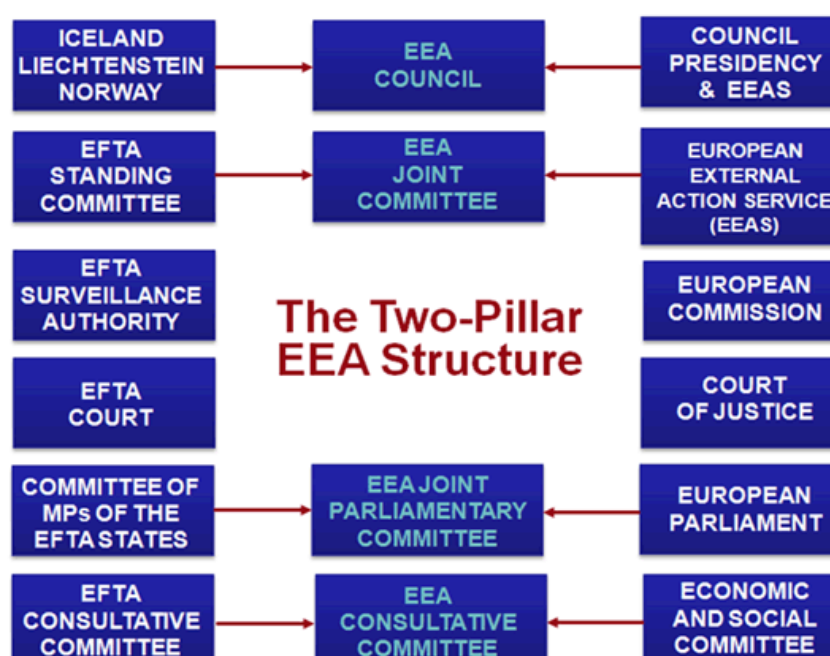 ICELAND
LIECHTENSTEIN
NORWAY
EEA
COUNCIL
COUNCIL
PRESIDENCY
& EEAS
EFTA
STANDING
COMMITTEE
EEA
JOINT
COMMITTEE
EUROPEAN
EXTERNAL
ACTION SERVICE
(EEAS)
EFTA
SURVEILLANCE
AUTHORITY
The Two-Pillar
EEA Structure
EUROPEAN
COMMISSION
EFTA
COURT
COURT
OF JUSTICE
COMMITTEE OF
MPs OF THE
EFTA STATES
EEA JOINT
PARLIAMENTARY
COMMITTEE
EUROPEAN
PARLIAMENT
EFTA
CONSULTATIVE
COMMITTEE
EEA
CONSULTATIVE
COMMITTEE
ECONOMIC
AND SOCIAL
COMMITTEE